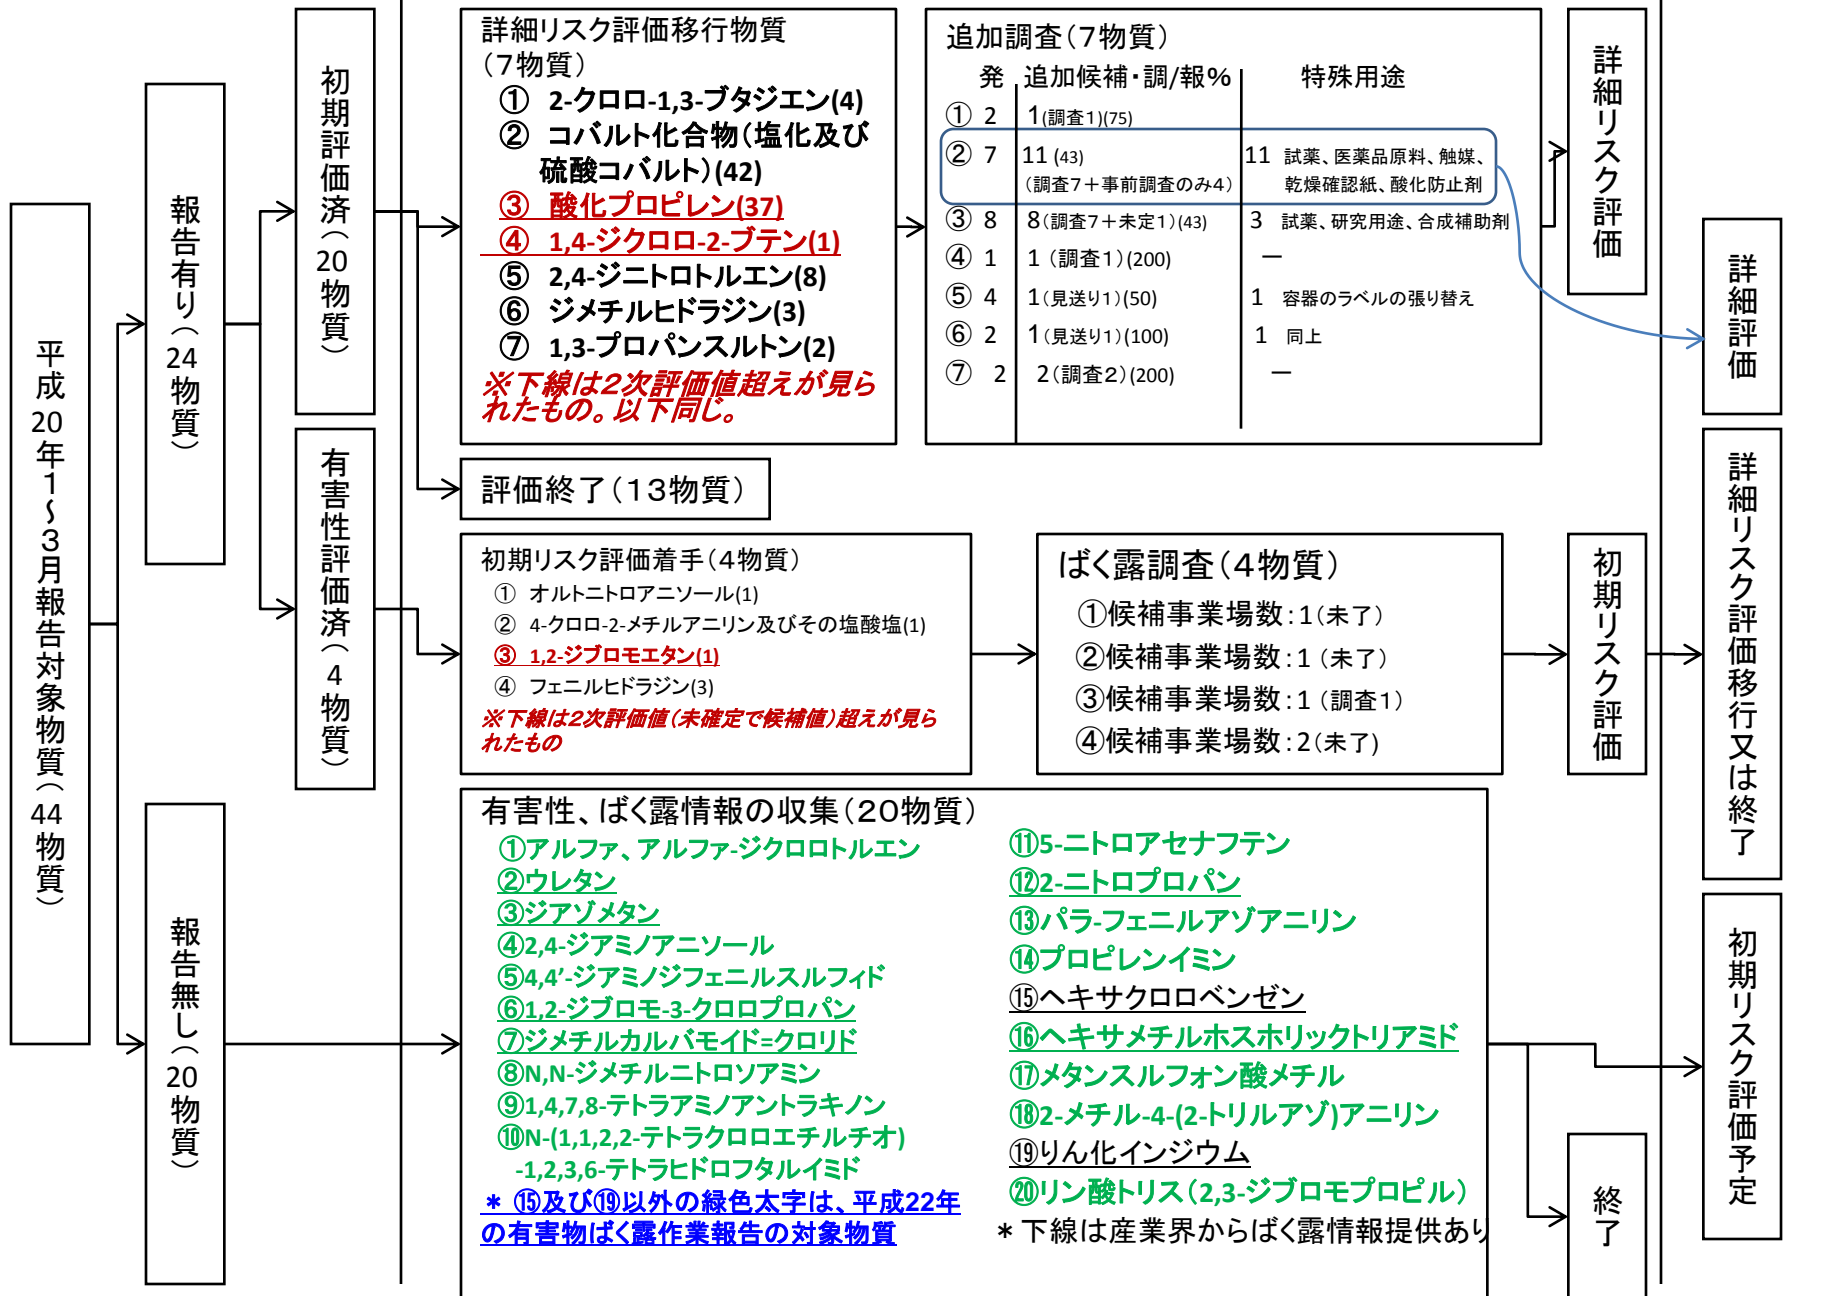 平成20年1～3月報告対象物質（44物質）
報告有り（24物質）
報告無し（20物質）
初期評価済（20物質）
有害性評価済（4物質）
詳細リスク評価移行物質
（7物質）
① 2-クロロ-1,3-ブタジエン(4)
② コバルト化合物（塩化及び
硫酸コバルト）(42)
③ 酸化プロピレン(37)
④ 1,4-ジクロロ-2-ブテン(1)
⑤ 2,4-ジニトロトルエン(8)
⑥ ジメチルヒドラジン(3)
⑦ 1,3-プロパンスルトン(2)
※下線は2次評価値超えが見ら
れたもの。以下同じ。
追加調査（7物質）
発 追加候補・調/報% 特殊用途
① 2 1(調査1)(75)
② 7 11 (43) 11 試薬、医薬品原料、触媒、
（調査7＋事前調査のみ4） 乾燥確認紙、酸化防止剤
③ 8 8（調査7＋未定1）(43) 3 試薬、研究用途、合成補助剤
④ 1 1 （調査1）(200) ー
⑤ 4 1（見送り1）(50) 1 容器のラベルの張り替え
⑥ 2 1（見送り1）(100) 1 同上
⑦ 2 2（調査2）(200) ー
詳細リスク評価
詳細評価
評価終了（13物質）
初期リスク評価着手（4物質）
① オルトニトロアニソール(1)
② 4-クロロ-2-メチルアニリン及びその塩酸塩(1)
③ 1,2-ジブロモエタン(1)
④ フェニルヒドラジン(3)
※下線は2次評価値（未確定で候補値）超えが見ら
れたもの
ばく露調査（4物質）
①候補事業場数：1（未了）
②候補事業場数：1（未了）
③候補事業場数：1（調査1）
④候補事業場数：2（未了）
初期リスク評価
詳細リスク評価移行又は終了
有害性、ばく露情報の収集（20物質）
①アルファ、アルファ-ジクロロトルエン
②ウレタン
③ジアゾメタン
④2,4-ジアミノアニソール
⑤4,4’-ジアミノジフェニルスルフィド
⑥1,2-ジブロモ-3-クロロプロパン
⑦ジメチルカルバモイド=クロリド
⑧N,N-ジメチルニトロソアミン
⑨1,4,7,8-テトラアミノアントラキノン
⑩N-(1,1,2,2-テトラクロロエチルチオ)
-1,2,3,6-テトラヒドロフタルイミド
＊ ⑮及び⑲以外の緑色太字は、平成22年
の有害物ばく露作業報告の対象物質
⑪5-ニトロアセナフテン
⑫2-ニトロプロパン
⑬パラ-フェニルアゾアニリン
⑭プロピレンイミン
⑮ヘキサクロロベンゼン
⑯ヘキサメチルホスホリックトリアミド
⑰メタンスルフォン酸メチル
⑱2-メチル-4-(2-トリルアゾ)アニリン
⑲りん化インジウム
⑳リン酸トリス（2,3-ジブロモプロピル）
＊下線は産業界からばく露情報提供あり
終了
初期リスク評価予定